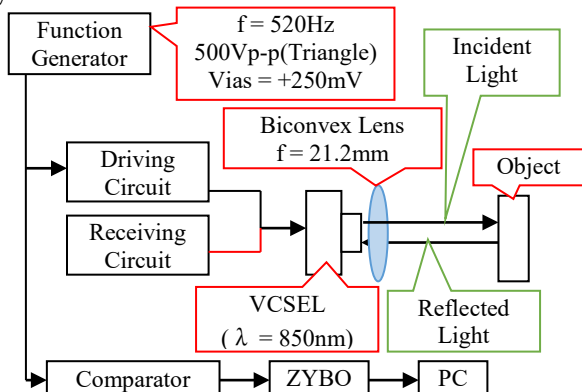 )
Function
Generator
f = 520Hz
500Vp-p(Triangle)
Vias = +250mV
Incident
Light
Biconvex Lens
f = 21.2mm
Object
Driving
Circuit
Receiving
Circuit
VCSEL
( λ = 850nm)
Reflected
Light
Comparator
ZYBO
PC